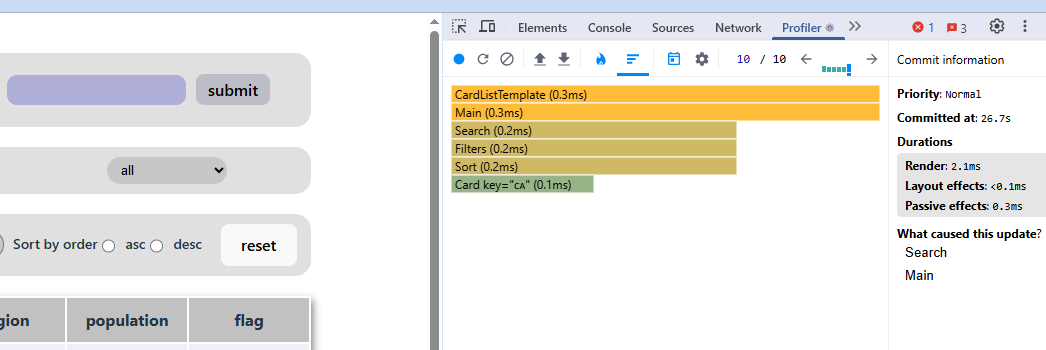 Elements Console Sources Network Profiler 1 3
10 / 10
Commit information
CardListTemplate (0.3ms)
Main (0.3ms)
Search (0.2ms)
Filters (0.2ms)
Sort (0.2ms)
Card key="CA" (0.1ms)
Priority: Normal
Committed at: 26.7s
Durations
Render: 2.1ms
Layout effects: <0.1ms
Passive effects: 0.3ms
What caused this update?
Search
Main
submit
all
Sort by order asc desc reset
gion population flag